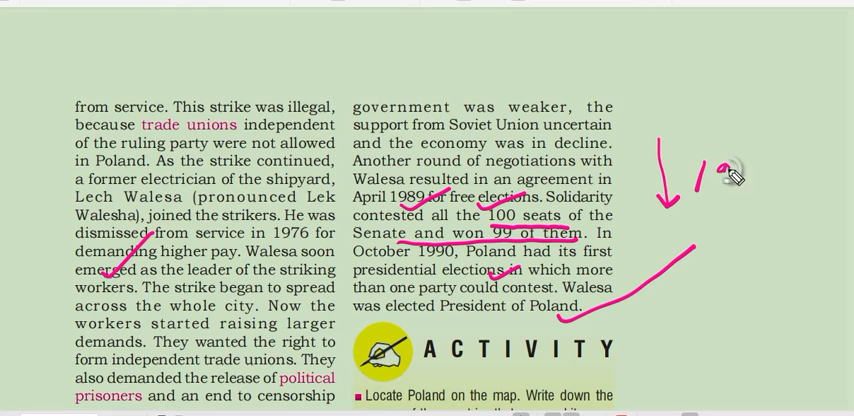 from service. This strike was illegal,
because trade unions independent
of the ruling party were not allowed
in Poland. As the strike continued,
a former electrician of the shipyard,
Lech Walesa (pronounced Lek
Walesha), joined the strikers. He was
dismissed from service in 1976 for
demanding higher pay. Walesa soon
emerged as the leader of the striking
workers. The strike began to spread
across the whole city. Now the
workers started raising larger
demands. They wanted the right to
form independent trade unions. They
also demanded the release of political
prisoners and an end to censorship
government was weaker, the
support from Soviet Union uncertain
and the economy was in decline.
Another round of negotiations with
Walesa resulted in an agreement in
April 1989 for free elections. Solidarity
contested all the 100 seats of the
Senate and won 99 of them. In
October 1990, Poland had its first
presidential elections in which more
than one party could contest. Walesa
was elected President of Poland.
ACTIVITY
Locate Poland on the map. Write down the